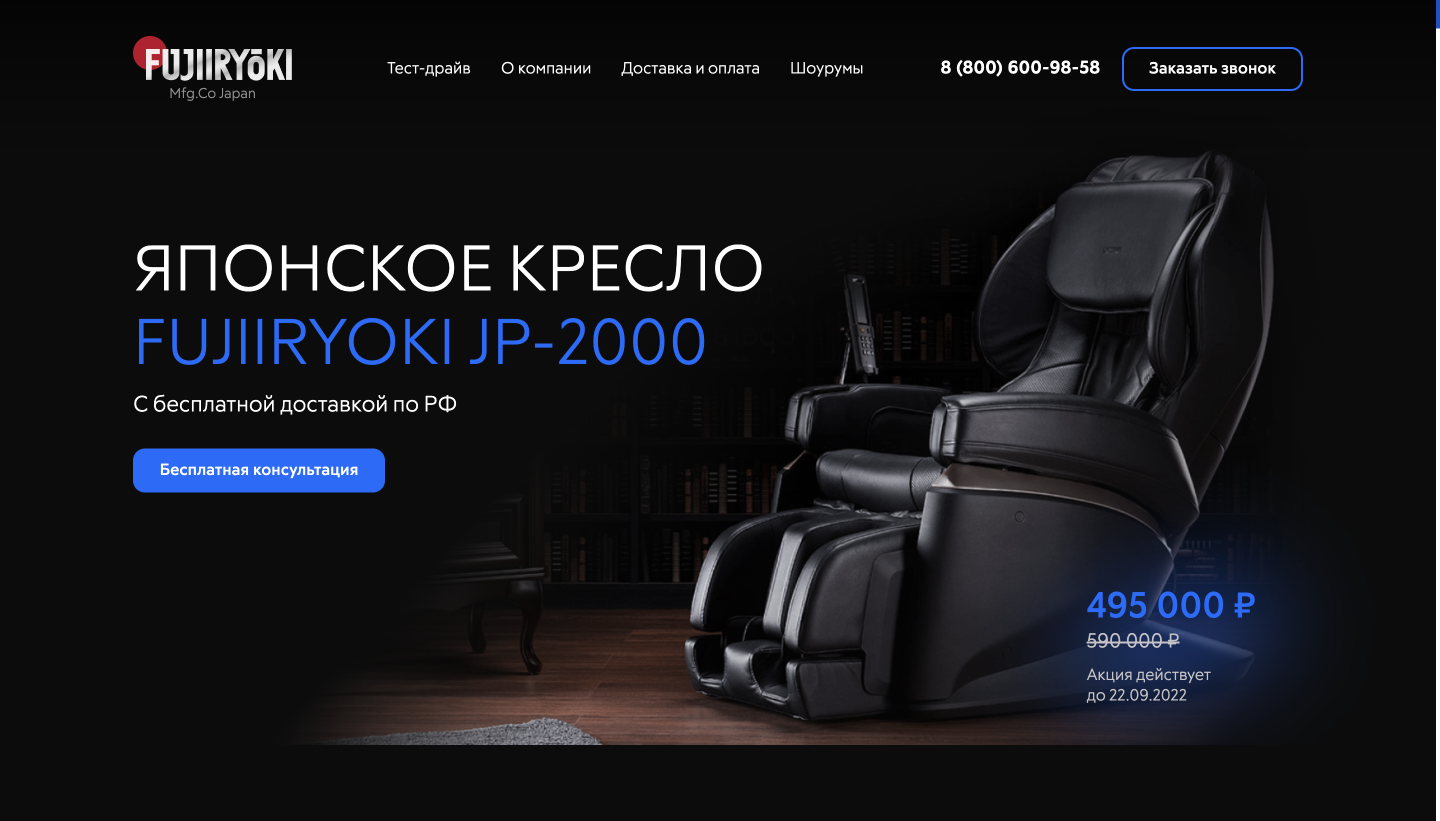 FUJIIRYŌKI
Mfg.Co Japan
Тест-драйв
О компании
Доставка и оплата
Шоурумы
8 (800) 600-98-58
Заказать звонок
ЯПОНСКОЕ КРЕСЛО
FUJIIRYOKI JP-2000
С бесплатной доставкой по РФ
Бесплатная консультация
495 000 ₽
590 000 ₽
Акция действует
до 22.09.2022